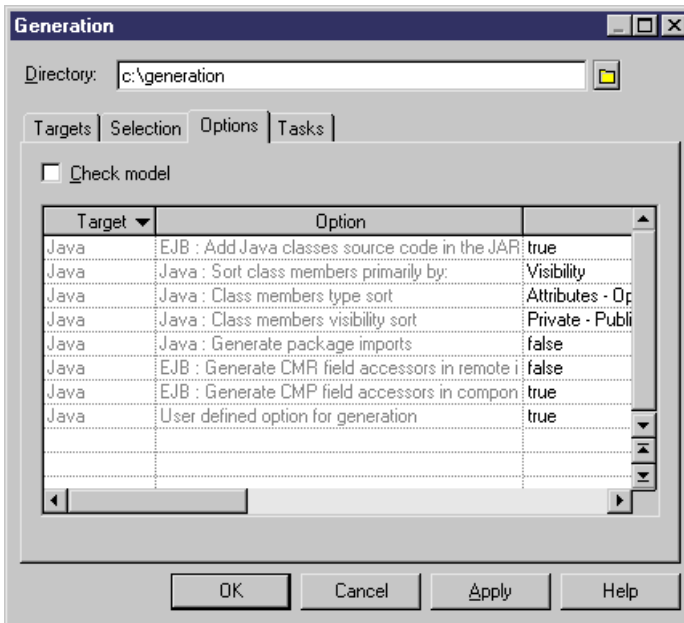 Generation
Directory: c:\generation
Targets Selection Options Tasks
Check model
Target Option
Java EJB : Add Java classes source code in the JAR true
Java Java : Sort class members primarily by: Visibility
Java Java : Class members type sort Attributes - Op
Java Java : Class members visibility sort Private - Publi
Java Java : Generate package imports false
Java EJB : Generate CMR field accessors in remote i false
Java EJB : Generate CMP field accessors in compon true
Java User defined option for generation true
OK Cancel Apply Help